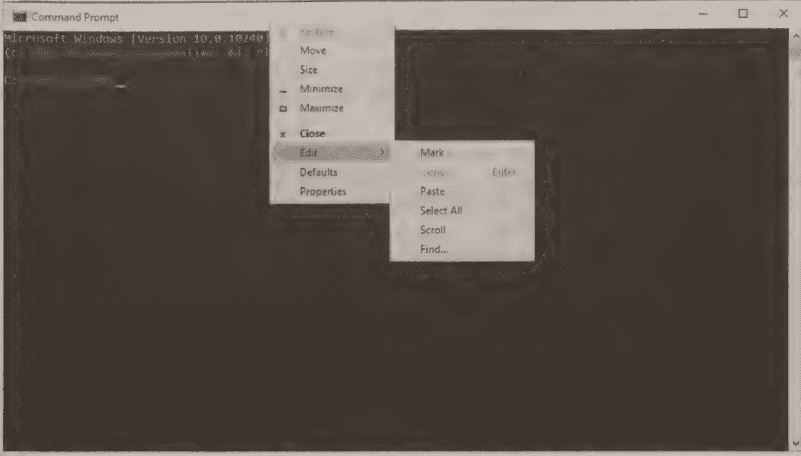 Command Prompt
Microsoft Windows [Version 10.0.10240
(c)
C:
Move
Size
Minimize
Maximize
Close
Edit
Defaults
Properties
Mark
Enter
Paste
Select All
Scroll
Find...